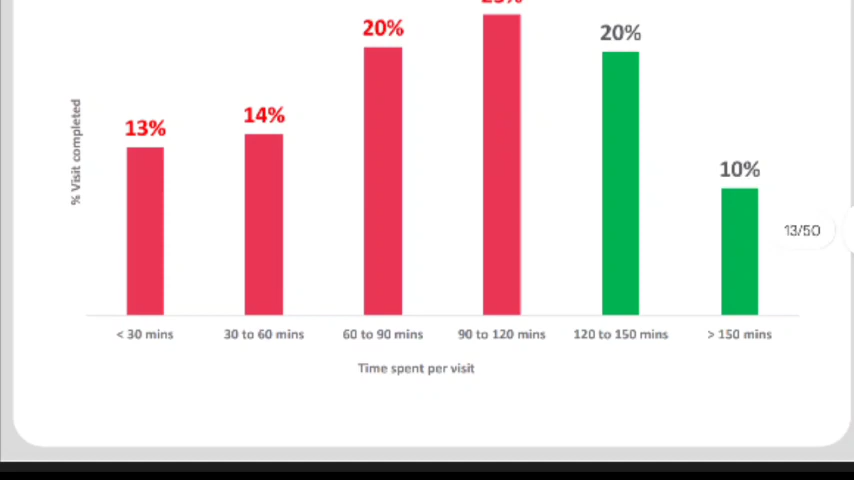 20%
20%
14%
13%
10%
% Visit completed
13/50
< 30 mins
30 to 60 mins
60 to 90 mins
90 to 120 mins
120 to 150 mins
> 150 mins
Time spent per visit